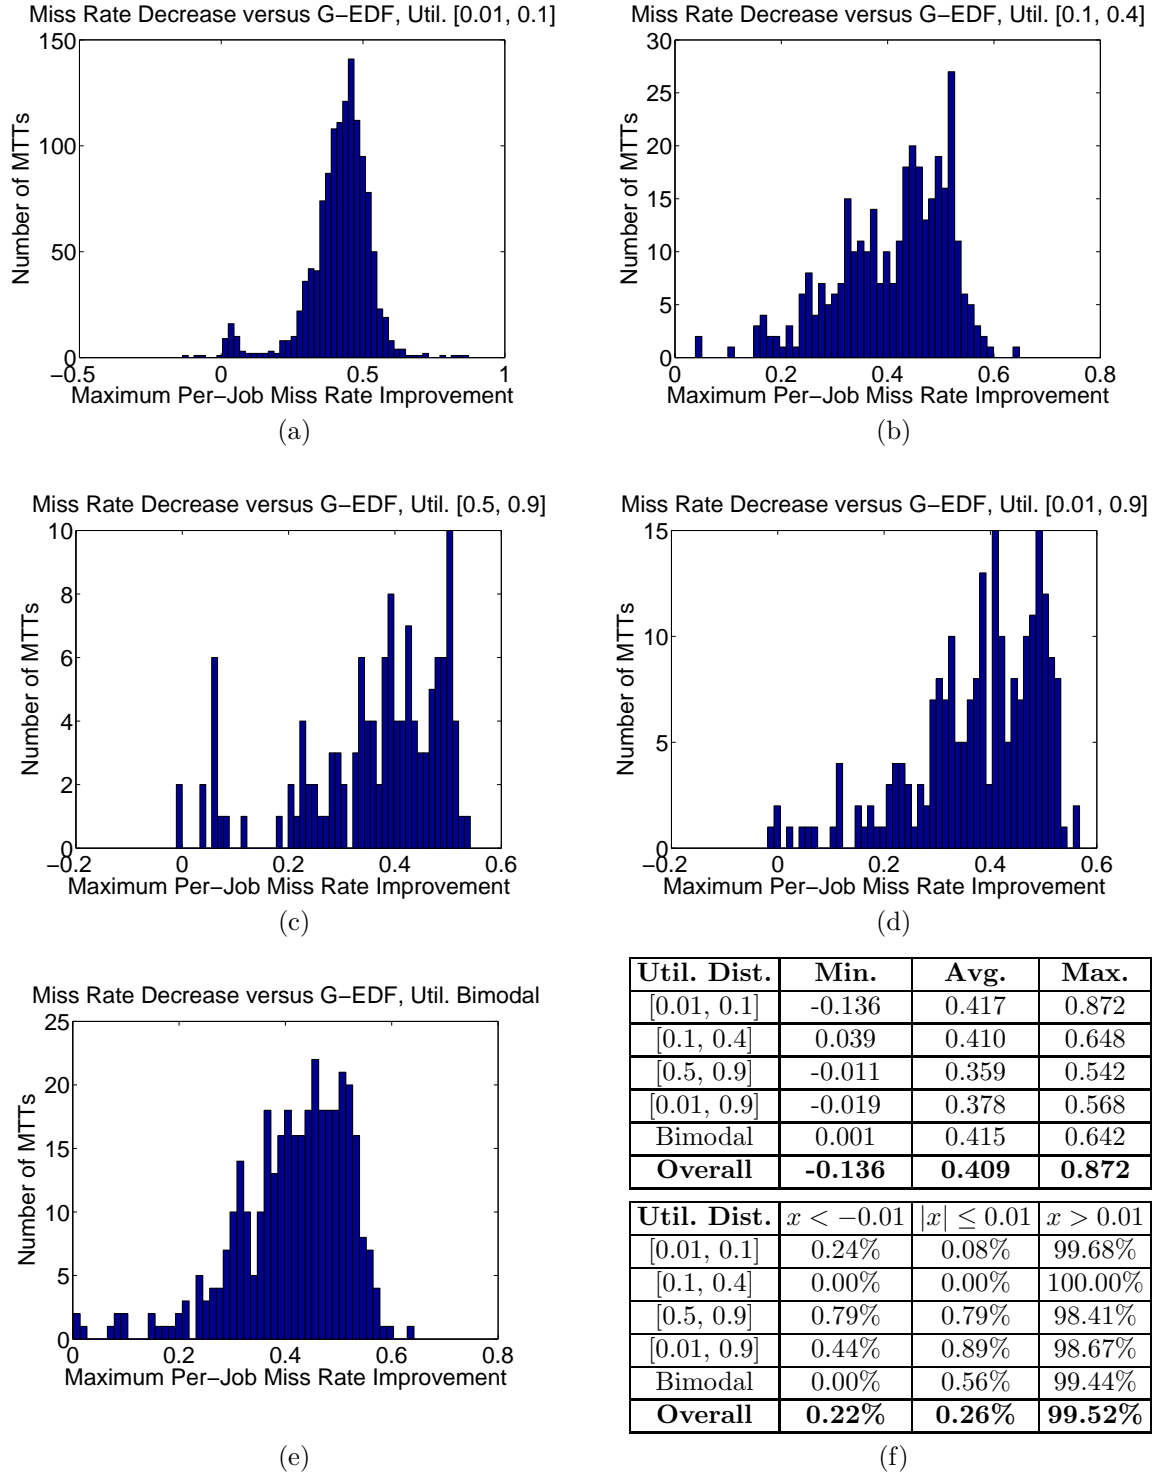 Miss Rate Decrease versus G−EDF, Util. [0.01, 0.1]
150
100
50
0
Number of MTTs
−0.5
0
0.5
1
Maximum Per−Job Miss Rate Improvement
(a)
Miss Rate Decrease versus G−EDF, Util. [0.1, 0.4]
30
25
20
15
10
5
0
Number of MTTs
0
0.2
0.4
0.6
0.8
Maximum Per−Job Miss Rate Improvement
(b)
Miss Rate Decrease versus G−EDF, Util. [0.5, 0.9]
10
8
6
4
2
0
Number of MTTs
−0.2
0
0.2
0.4
0.6
Maximum Per−Job Miss Rate Improvement
(c)
Miss Rate Decrease versus G−EDF, Util. [0.01, 0.9]
15
10
5
0
Number of MTTs
−0.2
0
0.2
0.4
0.6
Maximum Per−Job Miss Rate Improvement
(d)
Miss Rate Decrease versus G−EDF, Util. Bimodal
25
20
15
10
5
0
Number of MTTs
0
0.2
0.4
0.6
0.8
Maximum Per−Job Miss Rate Improvement
(e)
Util. Dist. Min. Avg. Max.
[0.01, 0.1] -0.136 0.417 0.872
[0.1, 0.4] 0.039 0.410 0.648
[0.5, 0.9] -0.011 0.359 0.542
[0.01, 0.9] -0.019 0.378 0.568
Bimodal 0.001 0.415 0.642
Overall -0.136 0.409 0.872
Util. Dist. x < −0.01 |x| ≤ 0.01 x > 0.01
[0.01, 0.1] 0.24% 0.08% 99.68%
[0.1, 0.4] 0.00% 0.00% 100.00%
[0.5, 0.9] 0.79% 0.79% 98.41%
[0.01, 0.9] 0.44% 0.89% 98.67%
Bimodal 0.00% 0.56% 99.44%
Overall 0.22% 0.26% 99.52%
(f)